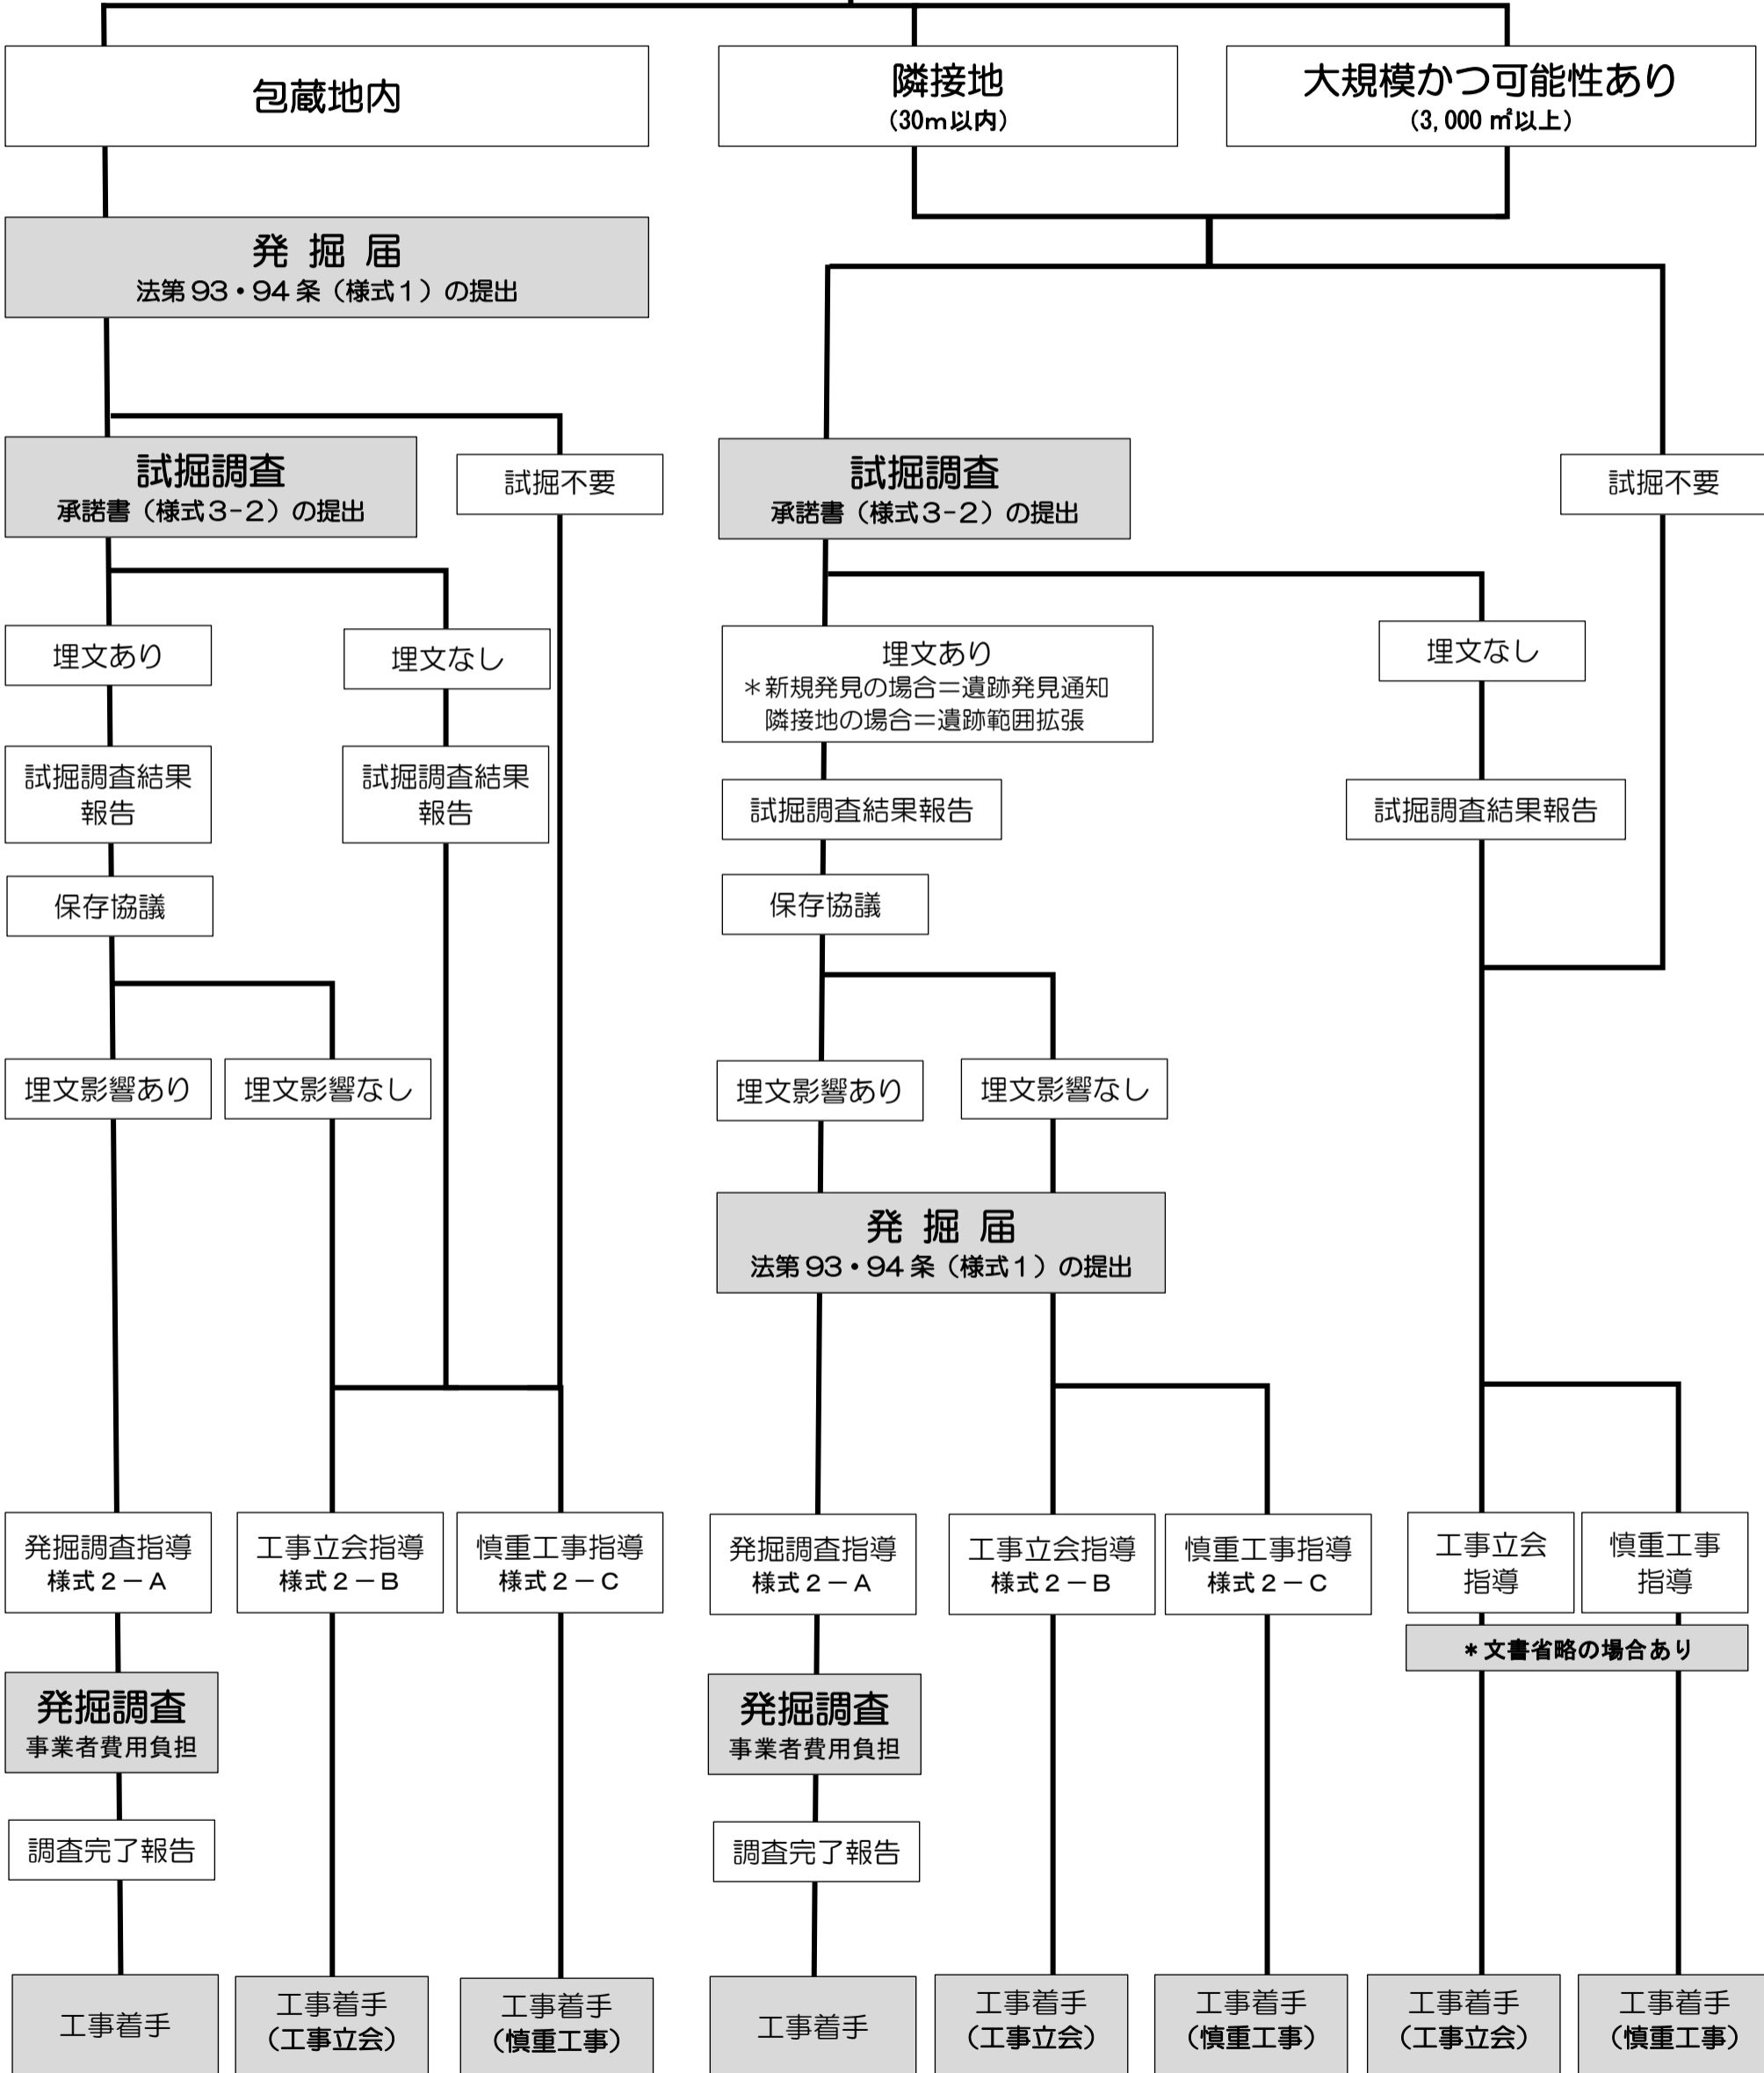 包蔵地内
隣接地
（30ｍ以内）
大規模かつ可能性あり
（3,000 ㎡以上）
発 掘 届
法第９３・９４条（様式１）の提出
試掘調査
承諾書（様式３-２）の提出
試掘不要
試掘調査
承諾書（様式３-２）の提出
試掘不要
埋文あり
埋文なし
埋文あり
＊新規発見の場合＝遺跡発見通知
隣接地の場合＝遺跡範囲拡張
埋文なし
試掘調査結果
報告
試掘調査結果
報告
試掘調査結果報告
試掘調査結果報告
保存協議
保存協議
埋文影響あり
埋文影響なし
埋文影響あり
埋文影響なし
発 掘 届
法第９３・９４条（様式１）の提出
発掘調査指導
様式２－Ａ
工事立会指導
様式２－Ｂ
慎重工事指導
様式２－Ｃ
発掘調査指導
様式２－Ａ
工事立会指導
様式２－Ｂ
慎重工事指導
様式２－Ｃ
工事立会
指導
慎重工事
指導
＊文書省略の場合あり
発掘調査
事業者費用負担
発掘調査
事業者費用負担
調査完了報告
調査完了報告
工事着手
工事着手
（工事立会）
工事着手
（慎重工事）
工事着手
工事着手
（工事立会）
工事着手
（慎重工事）
工事着手
（工事立会）
工事着手
（慎重工事）